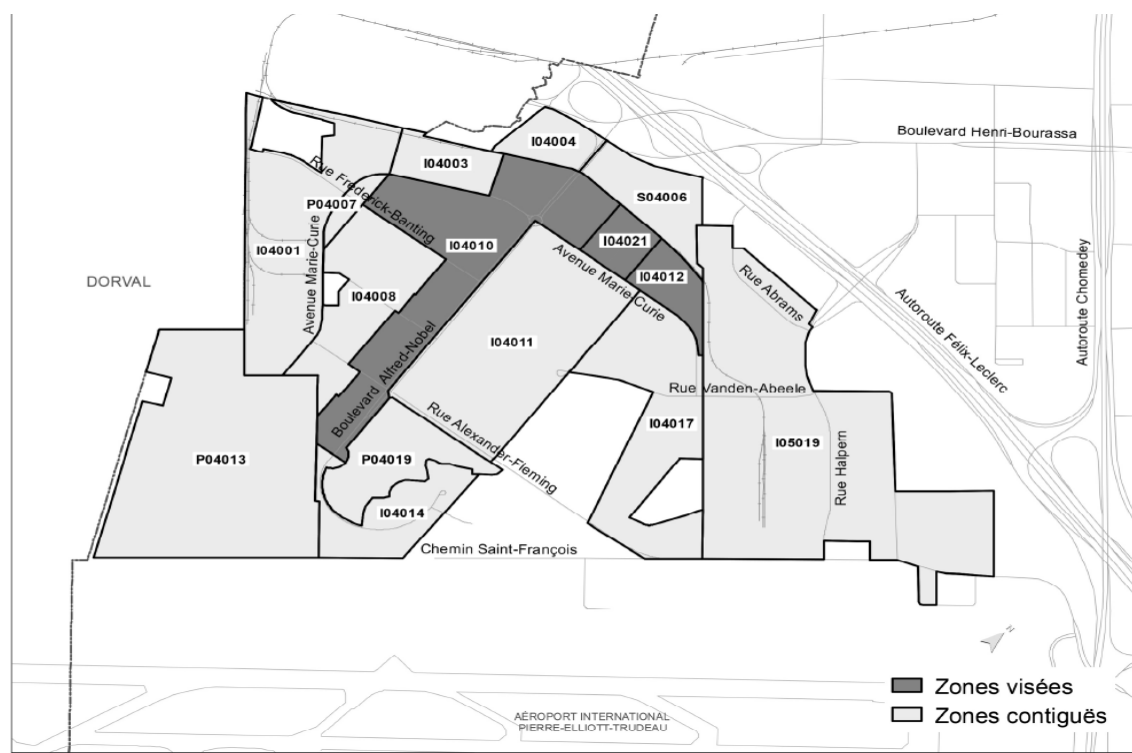 Boulevard Henri-Bourassa
I04004
I04003
S04006
Rue Frederick-Banting
P04007
I04010
I04021
I04001
Avenue Marie-Curie
I04012
Avenue Marie-Curie
Rue Abrams
Autoroute Chomedey
DORVAL
I04008
Autoroute Félix-Leclerc
I04011
Boulevard Alfred-Nobel
Rue Vanden-Abeele
Rue Alexander-Fleming
I04017
I05019
P04013
P04019
Rue Halpern
I04014
Chemin Saint-François
N
Zones visées
Zones contiguës
AÉROPORT INTERNATIONAL
PIERRE-ELLIOTT-TRUDEAU